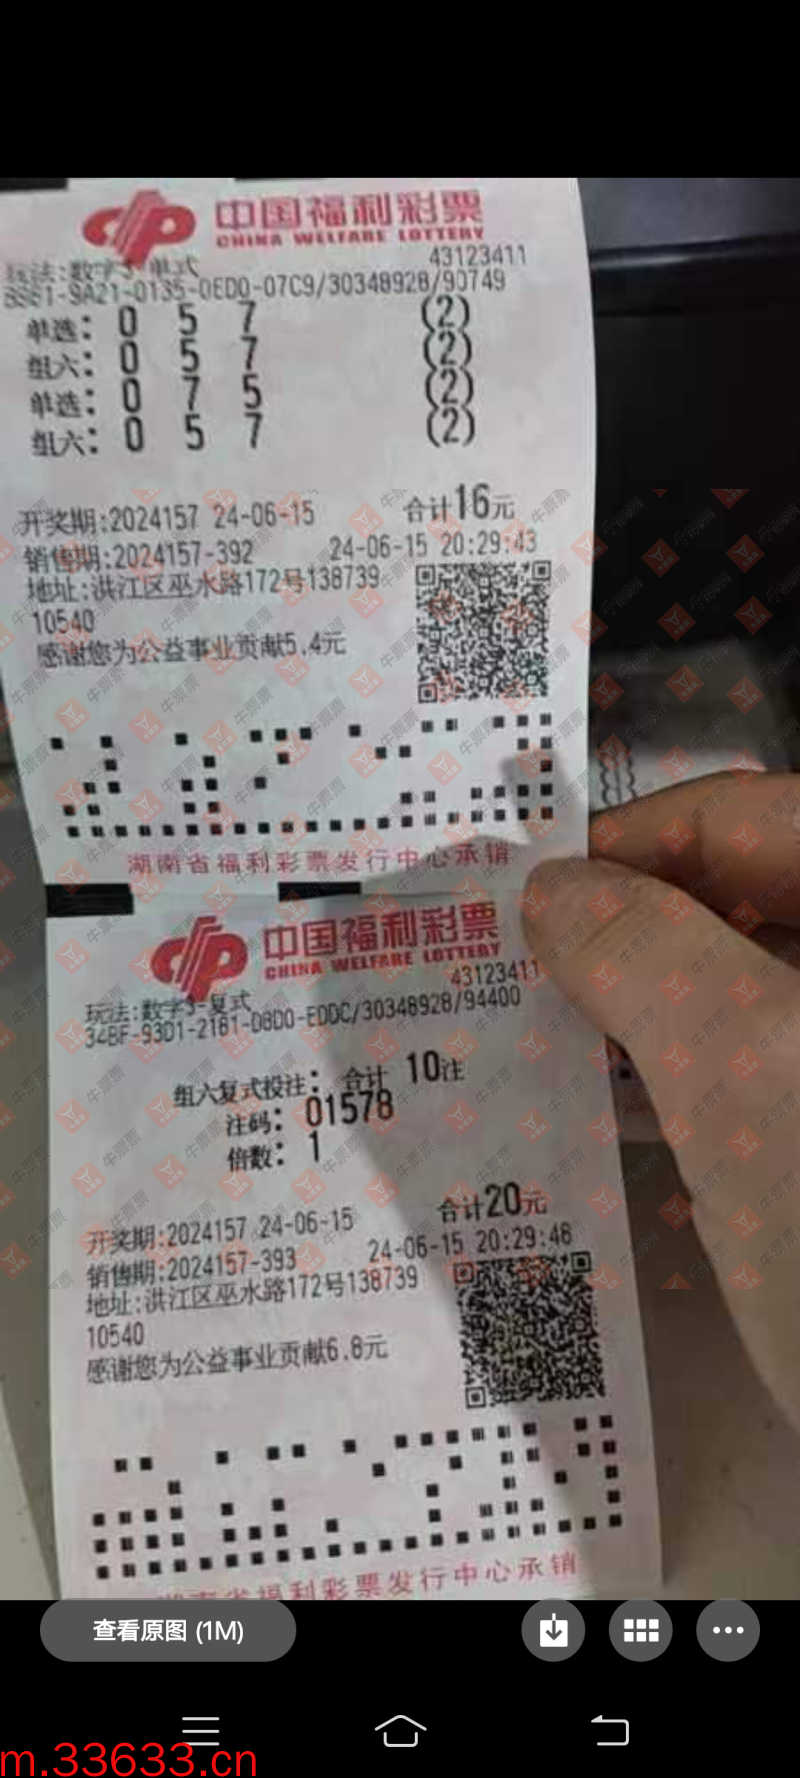 中国福利彩票
CHINA WELFARE LOTTERY
43123411
玩法:数字3-单式
8981-9A21-0135-0ED0-07C9/30348928/90749
单选: 0 5 7 (2)
组六: 0 5 7 (2)
单选: 0 7 5 (2)
组六: 0 5 7 (2)
开奖期:2024157 24-06-15 合计16元
销售期:2024157-392 24-06-15 20:29:43
地址:洪江区巫水路172号138739
10540
感谢您为公益事业贡献5.4元
湖南省福利彩票发行中心承销
中国福利彩票
CHINA WELFARE LOTTERY
43123411
玩法:数字3-复式
34BF-93D1-2181-D8D0-EDDC/30348928/94400
组六复式投注: 合计 10注
注码: 01578
倍数: 1
开奖期:2024157 24-06-15 合计20元
销售期:2024157-393 24-06-15 20:29:48
地址:洪江区巫水路172号138739
10540
感谢您为公益事业贡献6.8元
湖南省福利彩票发行中心承销
牛票票
查看原图 (1M)
m.33633.cn